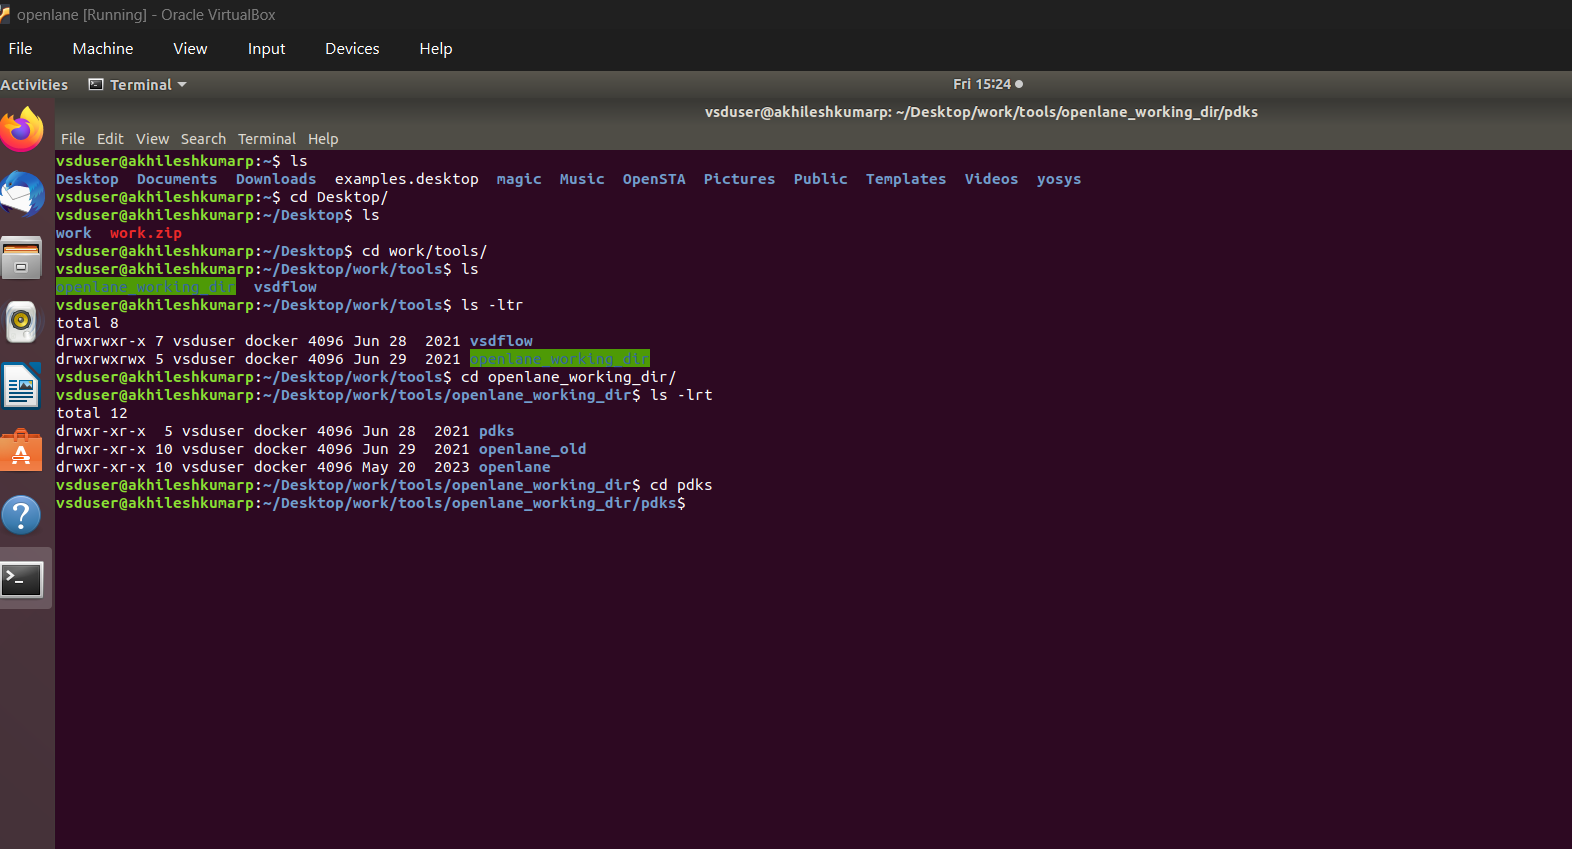 openlane [Running] - Oracle VirtualBox
File Machine View Input Devices Help
Activities Terminal Fri 15:24
vsduser@akhileshkumarp: ~/Desktop/work/tools/openlane_working_dir/pdks
File Edit View Search Terminal Help
vsduser@akhileshkumarp:~$ ls
Desktop Documents Downloads examples.desktop magic Music OpenSTA Pictures Public Templates Videos yosys
vsduser@akhileshkumarp:~$ cd Desktop/
vsduser@akhileshkumarp:~/Desktop$ ls
work work.zip
vsduser@akhileshkumarp:~/Desktop$ cd work/tools/
vsduser@akhileshkumarp:~/Desktop/work/tools$ ls
openlane_working_dir vsdflow
vsduser@akhileshkumarp:~/Desktop/work/tools$ ls -ltr
total 8
drwxrwxr-x 7 vsduser docker 4096 Jun 28 2021 vsdflow
drwxrwxrwx 5 vsduser docker 4096 Jun 29 2021 openlane_working_dir
vsduser@akhileshkumarp:~/Desktop/work/tools$ cd openlane_working_dir/
vsduser@akhileshkumarp:~/Desktop/work/tools/openlane_working_dir$ ls -lrt
total 12
drwxr-xr-x 5 vsduser docker 4096 Jun 28 2021 pdks
drwxr-xr-x 10 vsduser docker 4096 Jun 29 2021 openlane_old
drwxr-xr-x 10 vsduser docker 4096 May 20 2023 openlane
vsduser@akhileshkumarp:~/Desktop/work/tools/openlane_working_dir$ cd pdks
vsduser@akhileshkumarp:~/Desktop/work/tools/openlane_working_dir/pdks$